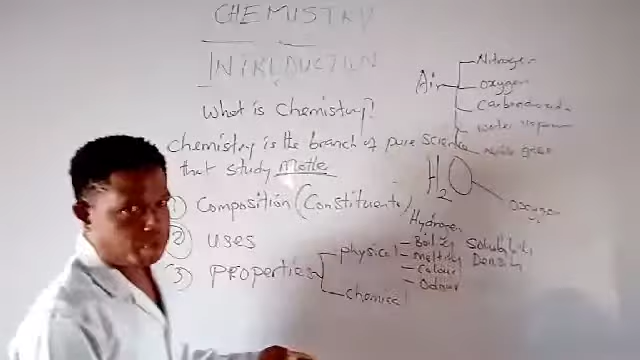 CHEMISTRY
INTRODUCTION
What is Chemistry?
Chemistry is the branch of pure science
that study Matte
1 Composition (Constituents)
2 Uses
3 Properties
physical
Boiling Solubility
Melting Density
Colour
Odour
chemical
Air
Nitrogen
Oxygen
Carbondioxide
water vapour
noble gases
H2O
Oxygen
Hydrogen